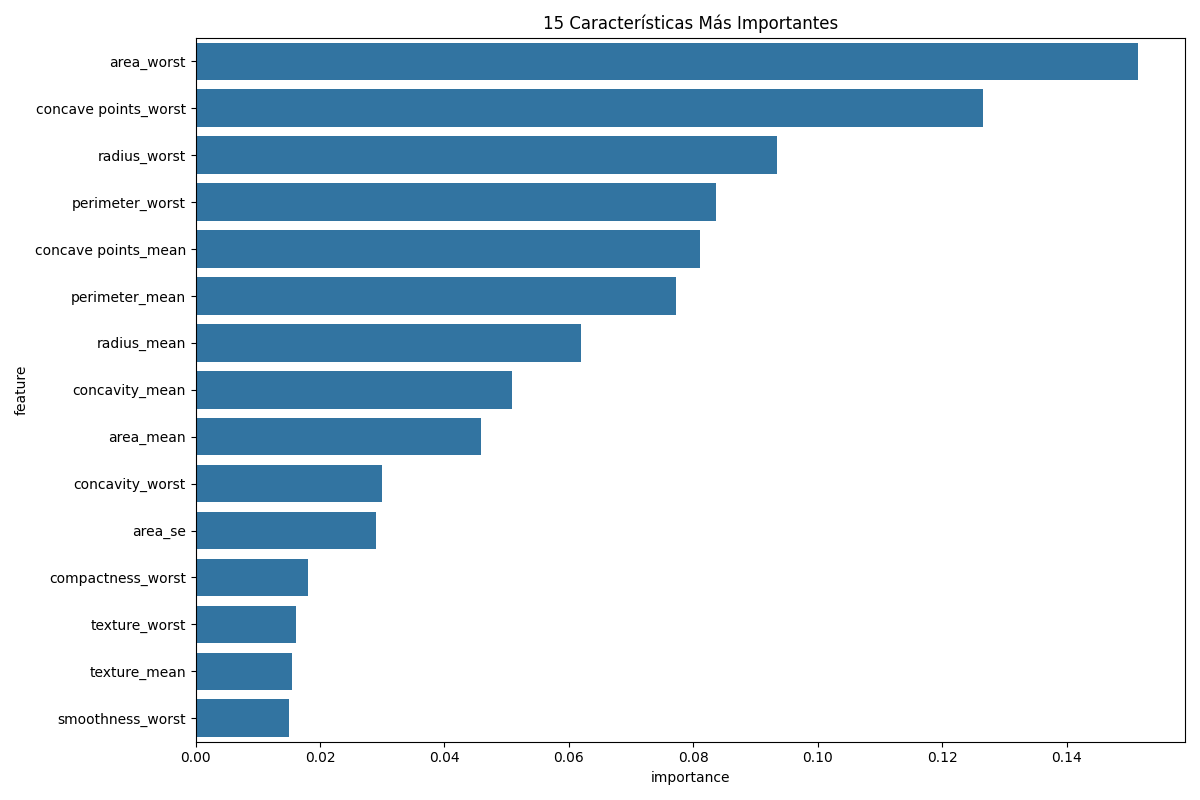 15 Características Más Importantes
area_worst
concave points_worst
radius_worst
perimeter_worst
concave points_mean
perimeter_mean
radius_mean
concavity_mean
area_mean
concavity_worst
area_se
compactness_worst
texture_worst
texture_mean
smoothness_worst
feature
0.00 0.02 0.04 0.06 0.08 0.10 0.12 0.14
importance